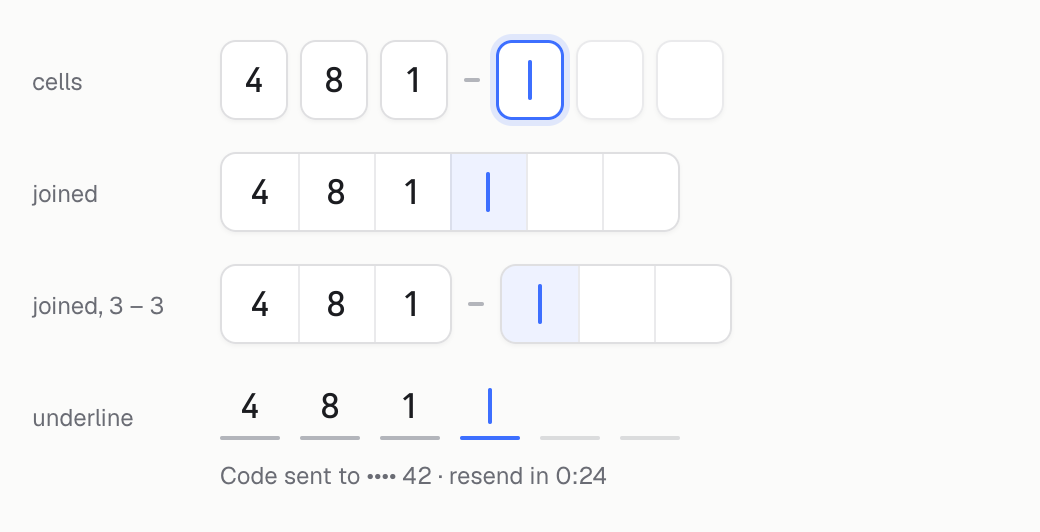 cells 4 8 1 –
joined 4 8 1
joined, 3 – 3 4 8 1 –
underline 4 8 1
Code sent to •••• 42 · resend in 0:24